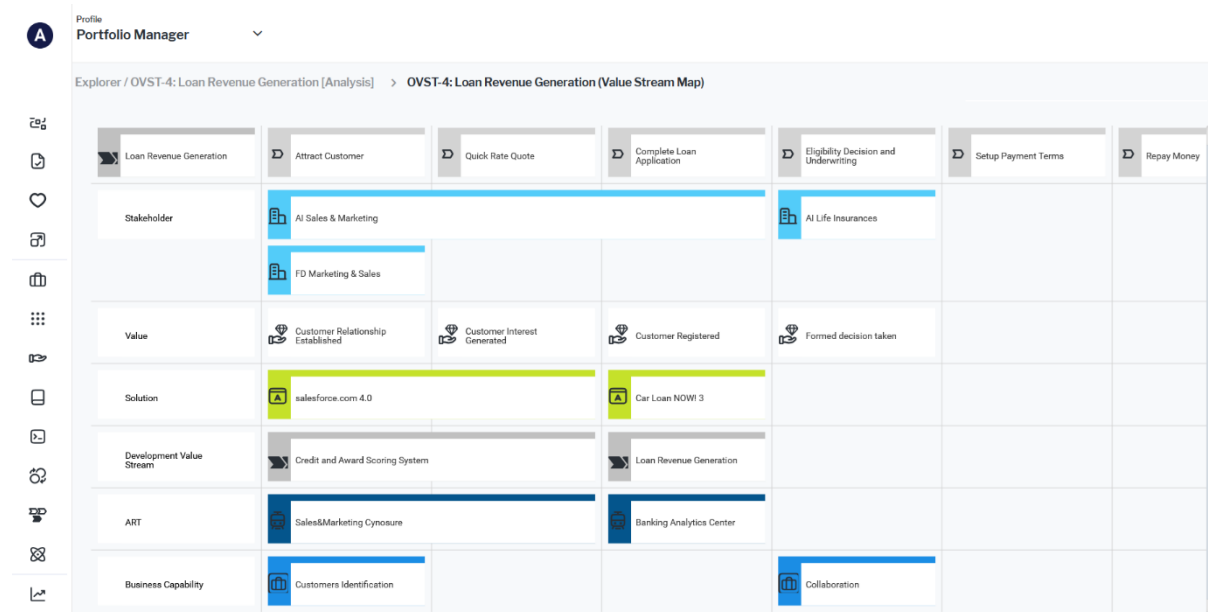 A
Profile
Portfolio Manager
Explorer / OVST-4: Loan Revenue Generation [Analysis] > OVST-4: Loan Revenue Generation (Value Stream Map)
Loan Revenue Generation
Attract Customer
Quick Rate Quote
Complete Loan
Application
Eligibility Decision and
Underwriting
Setup Payment Terms
Repay Money
Stakeholder
AI Sales & Marketing
AI Life Insurances
FD Marketing & Sales
Value
Customer Relationship
Established
Customer Interest
Generated
Customer Registered
Formed decision taken
Solution
A
salesforce.com 4.0
A
Car Loan NOW! 3
Development Value
Stream
Credit and Award Scoring System
Loan Revenue Generation
ART
Sales&Marketing Cynosure
Banking Analytics Center
Business Capability
Customers Identification
Collaboration